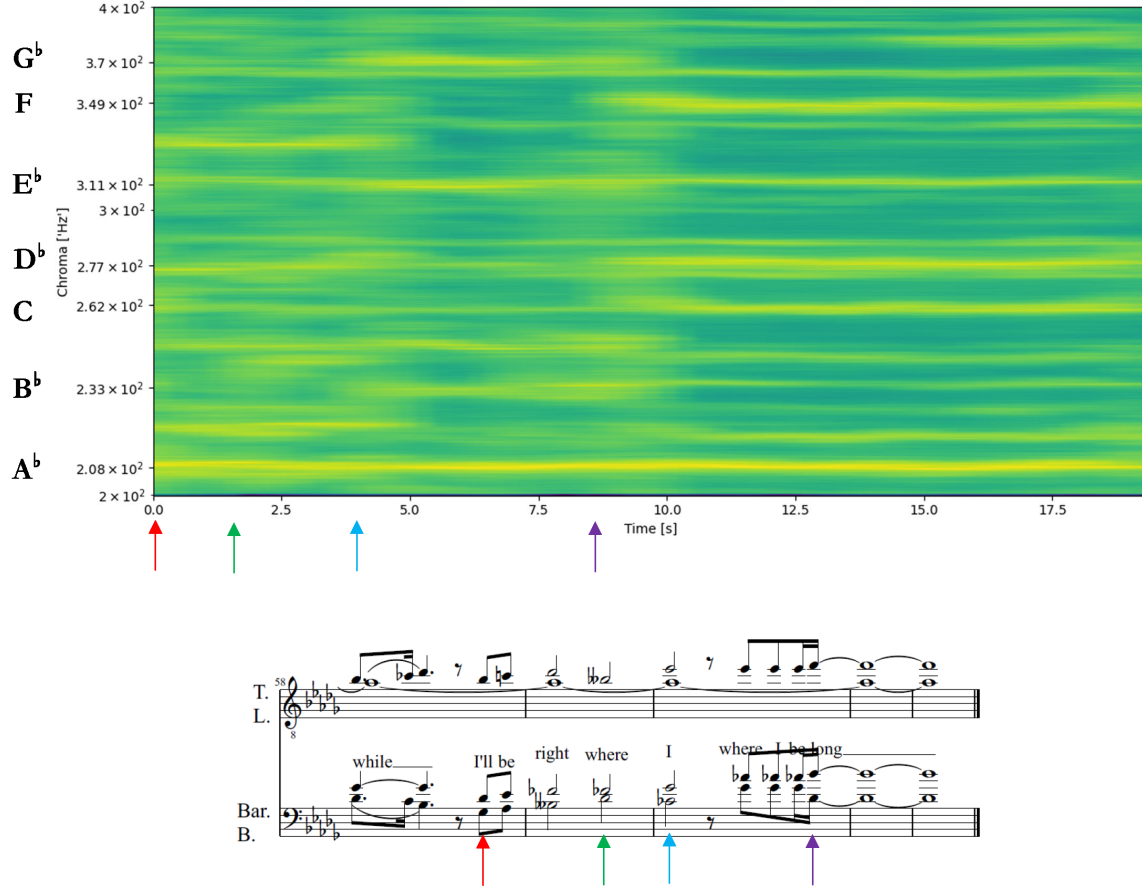 4 × 10²
G♭
3.7 × 10²
F
3.49 × 10²
E♭
3.11 × 10²
3 × 10²
Chroma ['Hz']
D♭
2.77 × 10²
C
2.62 × 10²
B♭
2.33 × 10²
A♭
2.08 × 10²
2 × 10²
0.0 2.5 5.0 7.5 10.0 12.5 15.0 17.5
Time [s]
58
T.
L.
8
while I'll be right where I where I be long
Bar.
B.